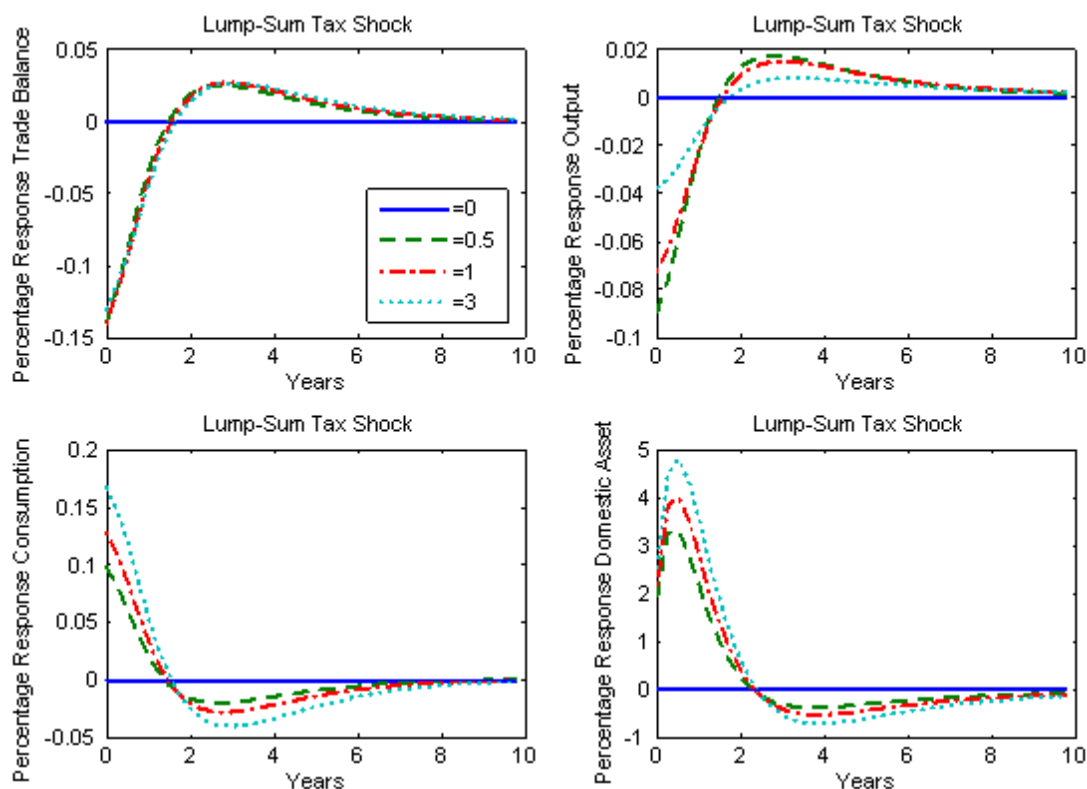 Lump-Sum Tax Shock
Percentage Response Trade Balance
0.05
0
-0.05
-0.1
-0.15
=0
=0.5
=1
=3
0 2 4 6 8 10
Years
Lump-Sum Tax Shock
Percentage Response Output
0.02
0
-0.02
-0.04
-0.06
-0.08
-0.1
0 2 4 6 8 10
Years
Lump-Sum Tax Shock
Percentage Response Consumption
0.2
0.15
0.1
0.05
0
-0.05
0 2 4 6 8 10
Years
Lump-Sum Tax Shock
Percentage Response Domestic Asset
5
4
3
2
1
0
-1
0 2 4 6 8 10
Years